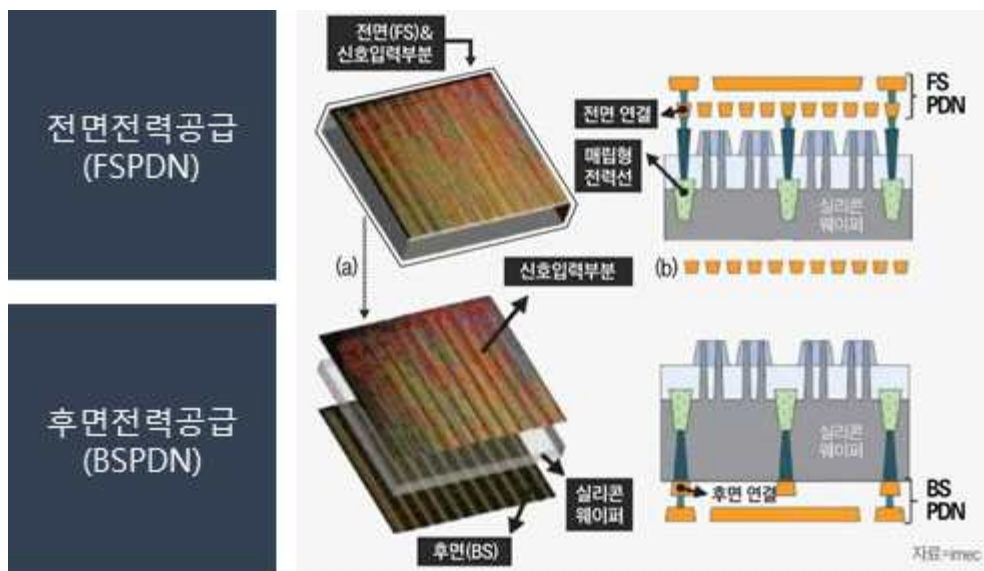 전면전력공급
(FSPDN)
후면전력공급
(BSPDN)
전면(FS)&
신호입력부분
(a)
신호입력부분
실리콘
웨이퍼
후면(BS)
전면 연결
매립형
전력선
실리콘
웨이퍼
FS
PDN
(b)
실리콘
웨이퍼
후면 연결
BS
PDN
자료=imec